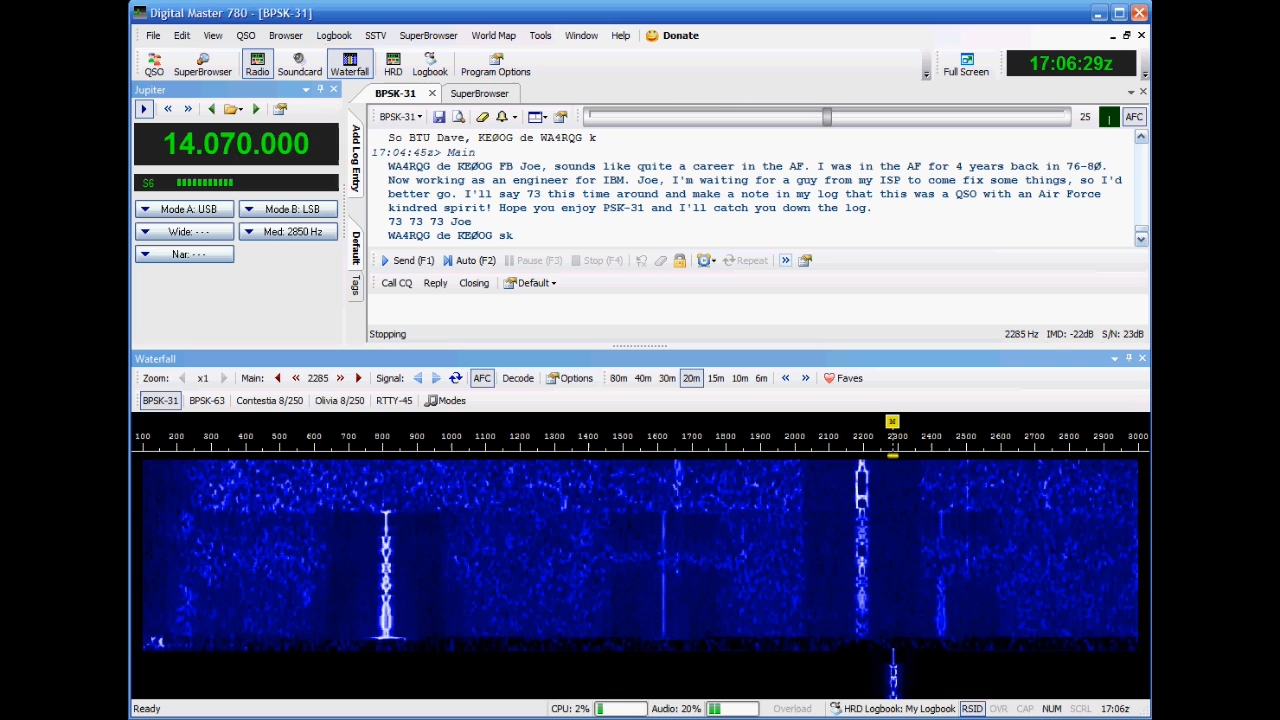 Digital Master 780 - [BPSK-31]
File Edit View QSO Browser Logbook SSTV SuperBrowser World Map Tools Window Help Donate
QSO SuperBrowser Radio Soundcard Waterfall HRD Logbook Program Options Full Screen 17:06:29z
Jupiter
BPSK-31 SuperBrowser
BPSK-31 25 AFC
14.070.000
S6
Mode A: USB Mode B: LSB
Wide: - - - Med: 2850 Hz
Nar: - - -
Add Log Entry
Default
Tags
So BTU Dave, KEØOG de WA4RQG k
17:04:45z> Main
WA4RQG de KEØOG FB Joe, sounds like quite a career in the AF. I was in the AF for 4 years back in 76-8Ø.
Now working as an engineer for IBM. Joe, I'm waiting for a guy from my ISP to come fix some things, so I'd
better go. I'll say 73 this time around and make a note in my log that this was a QSO with an Air Force
kindred spirit! Hope you enjoy PSK-31 and I'll catch you down the log.
73 73 73 Joe
WA4RQG de KEØOG sk
Send (F1) Auto (F2) Pause (F3) Stop (F4) Repeat
Call CQ Reply Closing Default
Stopping 2285 Hz IMD: -22dB S/N: 23dB
Waterfall
Zoom: x1 Main: 2285 Signal: AFC Decode Options 80m 40m 30m 20m 15m 10m 6m Faves
BPSK-31 BPSK-63 Contestia 8/250 Olivia 8/250 RTTY-45 Modes
M
100 200 300 400 500 600 700 800 900 1000 1100 1200 1300 1400 1500 1600 1700 1800 1900 2000 2100 2200 2300 2400 2500 2600 2700 2800 2900 3000
Ready CPU: 2% Audio: 20% Overload HRD Logbook: My Logbook RSID OVR CAP NUM SCRL 17:06z